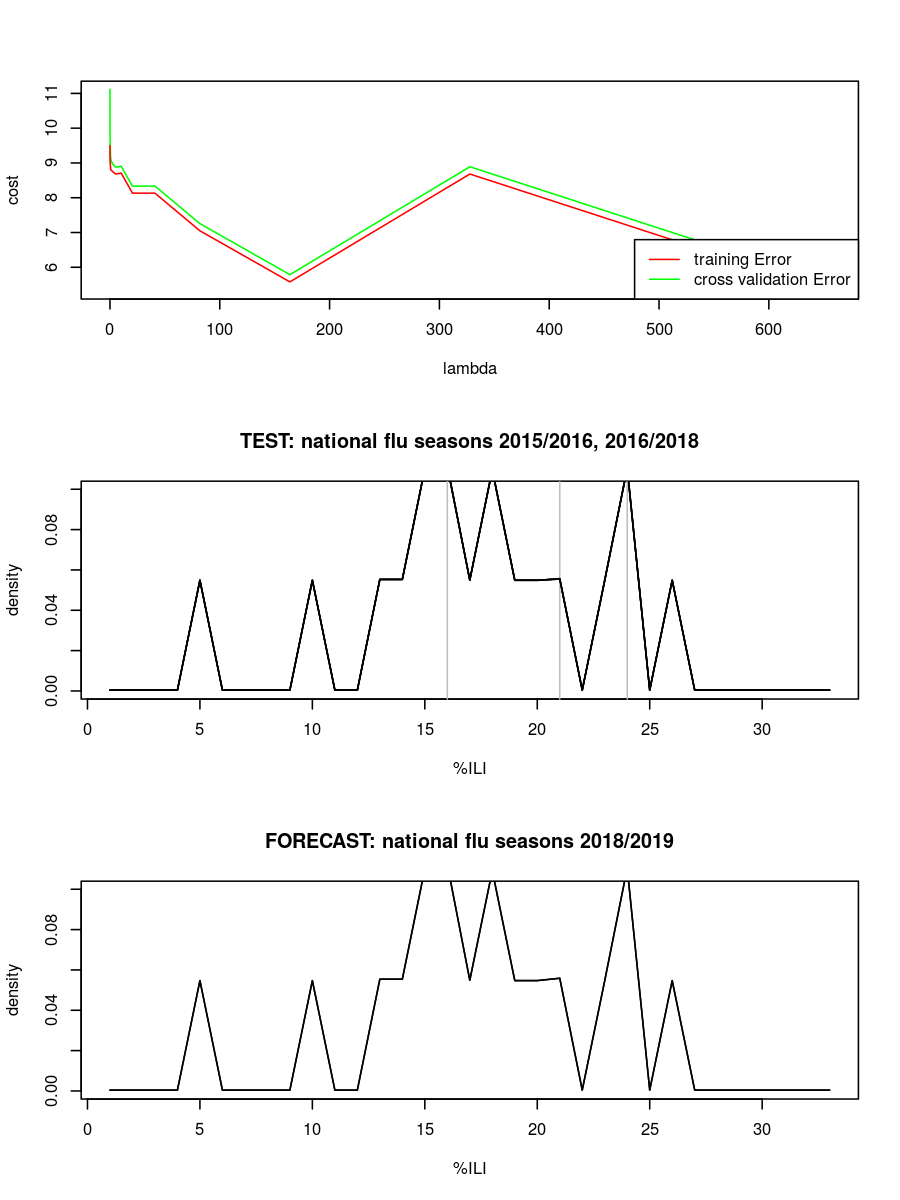 cost
11
10
9
8
7
6
training Error
cross validation Error
0 100 200 300 400 500 600
lambda
TEST: national flu seasons 2015/2016, 2016/2018
density
0.08
0.04
0.00
0 5 10 15 20 25 30
%ILI
FORECAST: national flu seasons 2018/2019
density
0.08
0.04
0.00
0 5 10 15 20 25 30
%ILI